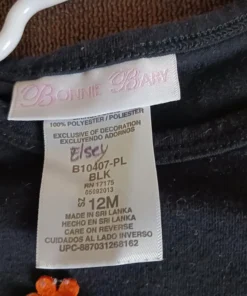 BONNIE BABY
100% POLYESTER / POLIESTER
EXCLUSIVE OF DECORATION
EXCLUYENDO ADORNOS
B10407-PL
BLK
RN 17175
05092013
12M
MADE IN SRI LANKA
HECHO EN SRI LANKA
CARE ON REVERSE
CUIDADOS AL LADO INVERSO
UPC-887031268162